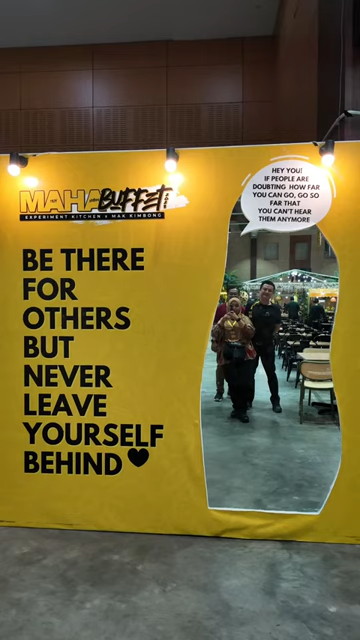 MAHABUFFET
EXPERIMENT KITCHEN x MAK KIMBONG
BE THERE
FOR
OTHERS
BUT
NEVER
LEAVE
YOURSELF
BEHIND
HEY YOU!
IF PEOPLE ARE
DOUBTING HOW FAR
YOU CAN GO, GO SO
FAR THAT
YOU CAN'T HEAR
THEM ANYMORE